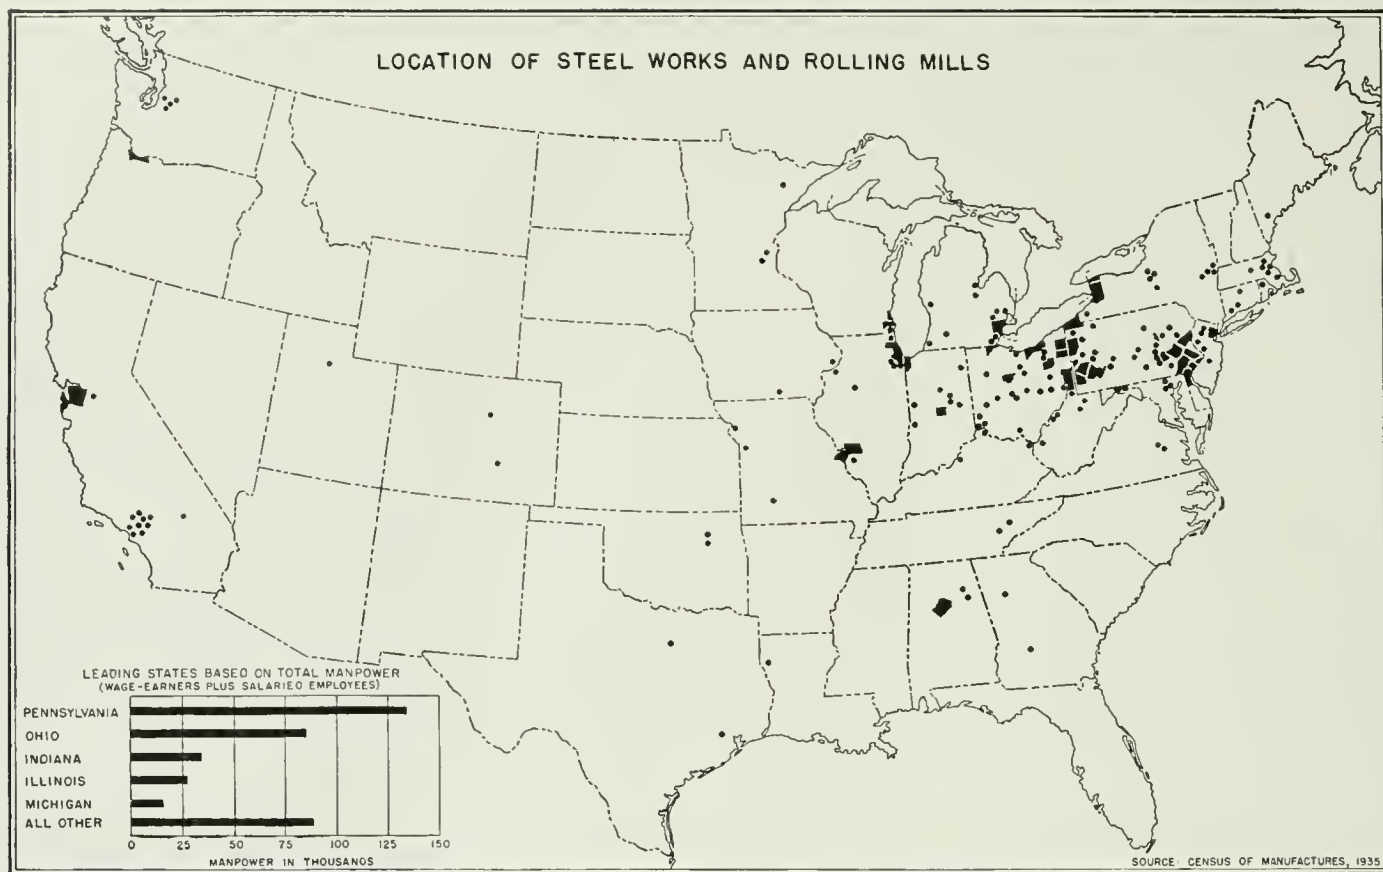 LOCATION OF STEEL WORKS AND ROLLING MILLS
LEADING STATES BASED ON TOTAL MANPOWER
(WAGE-EARNERS PLUS SALARIED EMPLOYEES)
PENNSYLVANIA
OHIO
INDIANA
ILLINOIS
MICHIGAN
ALL OTHER
0 25 50 75 100 125 150
MANPOWER IN THOUSANDS
SOURCE: CENSUS OF MANUFACTURES, 1935